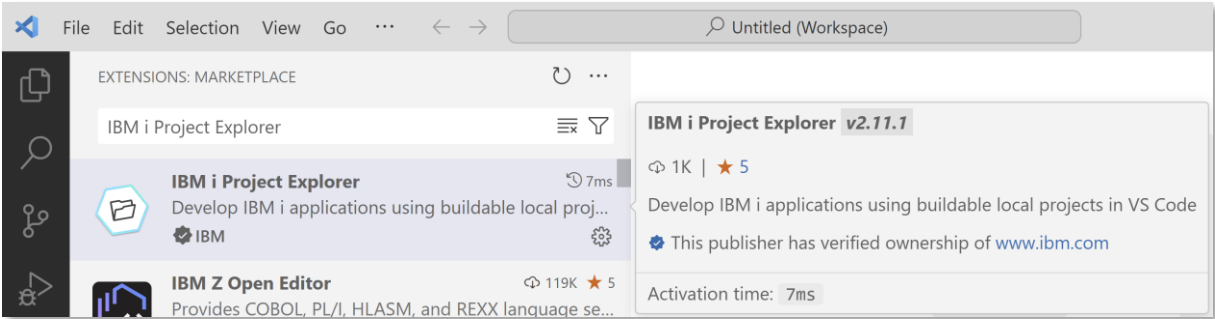 File Edit Selection View Go ··· Untitled (Workspace)
EXTENSIONS: MARKETPLACE
IBM i Project Explorer
IBM i Project Explorer 7ms
Develop IBM i applications using buildable local proj...
IBM
IBM Z Open Editor 119K ★ 5
Provides COBOL, PL/I, HLASM, and REXX language se...
IBM i Project Explorer v2.11.1
1K | ★ 5
Develop IBM i applications using buildable local projects in VS Code
This publisher has verified ownership of www.ibm.com
Activation time: 7ms